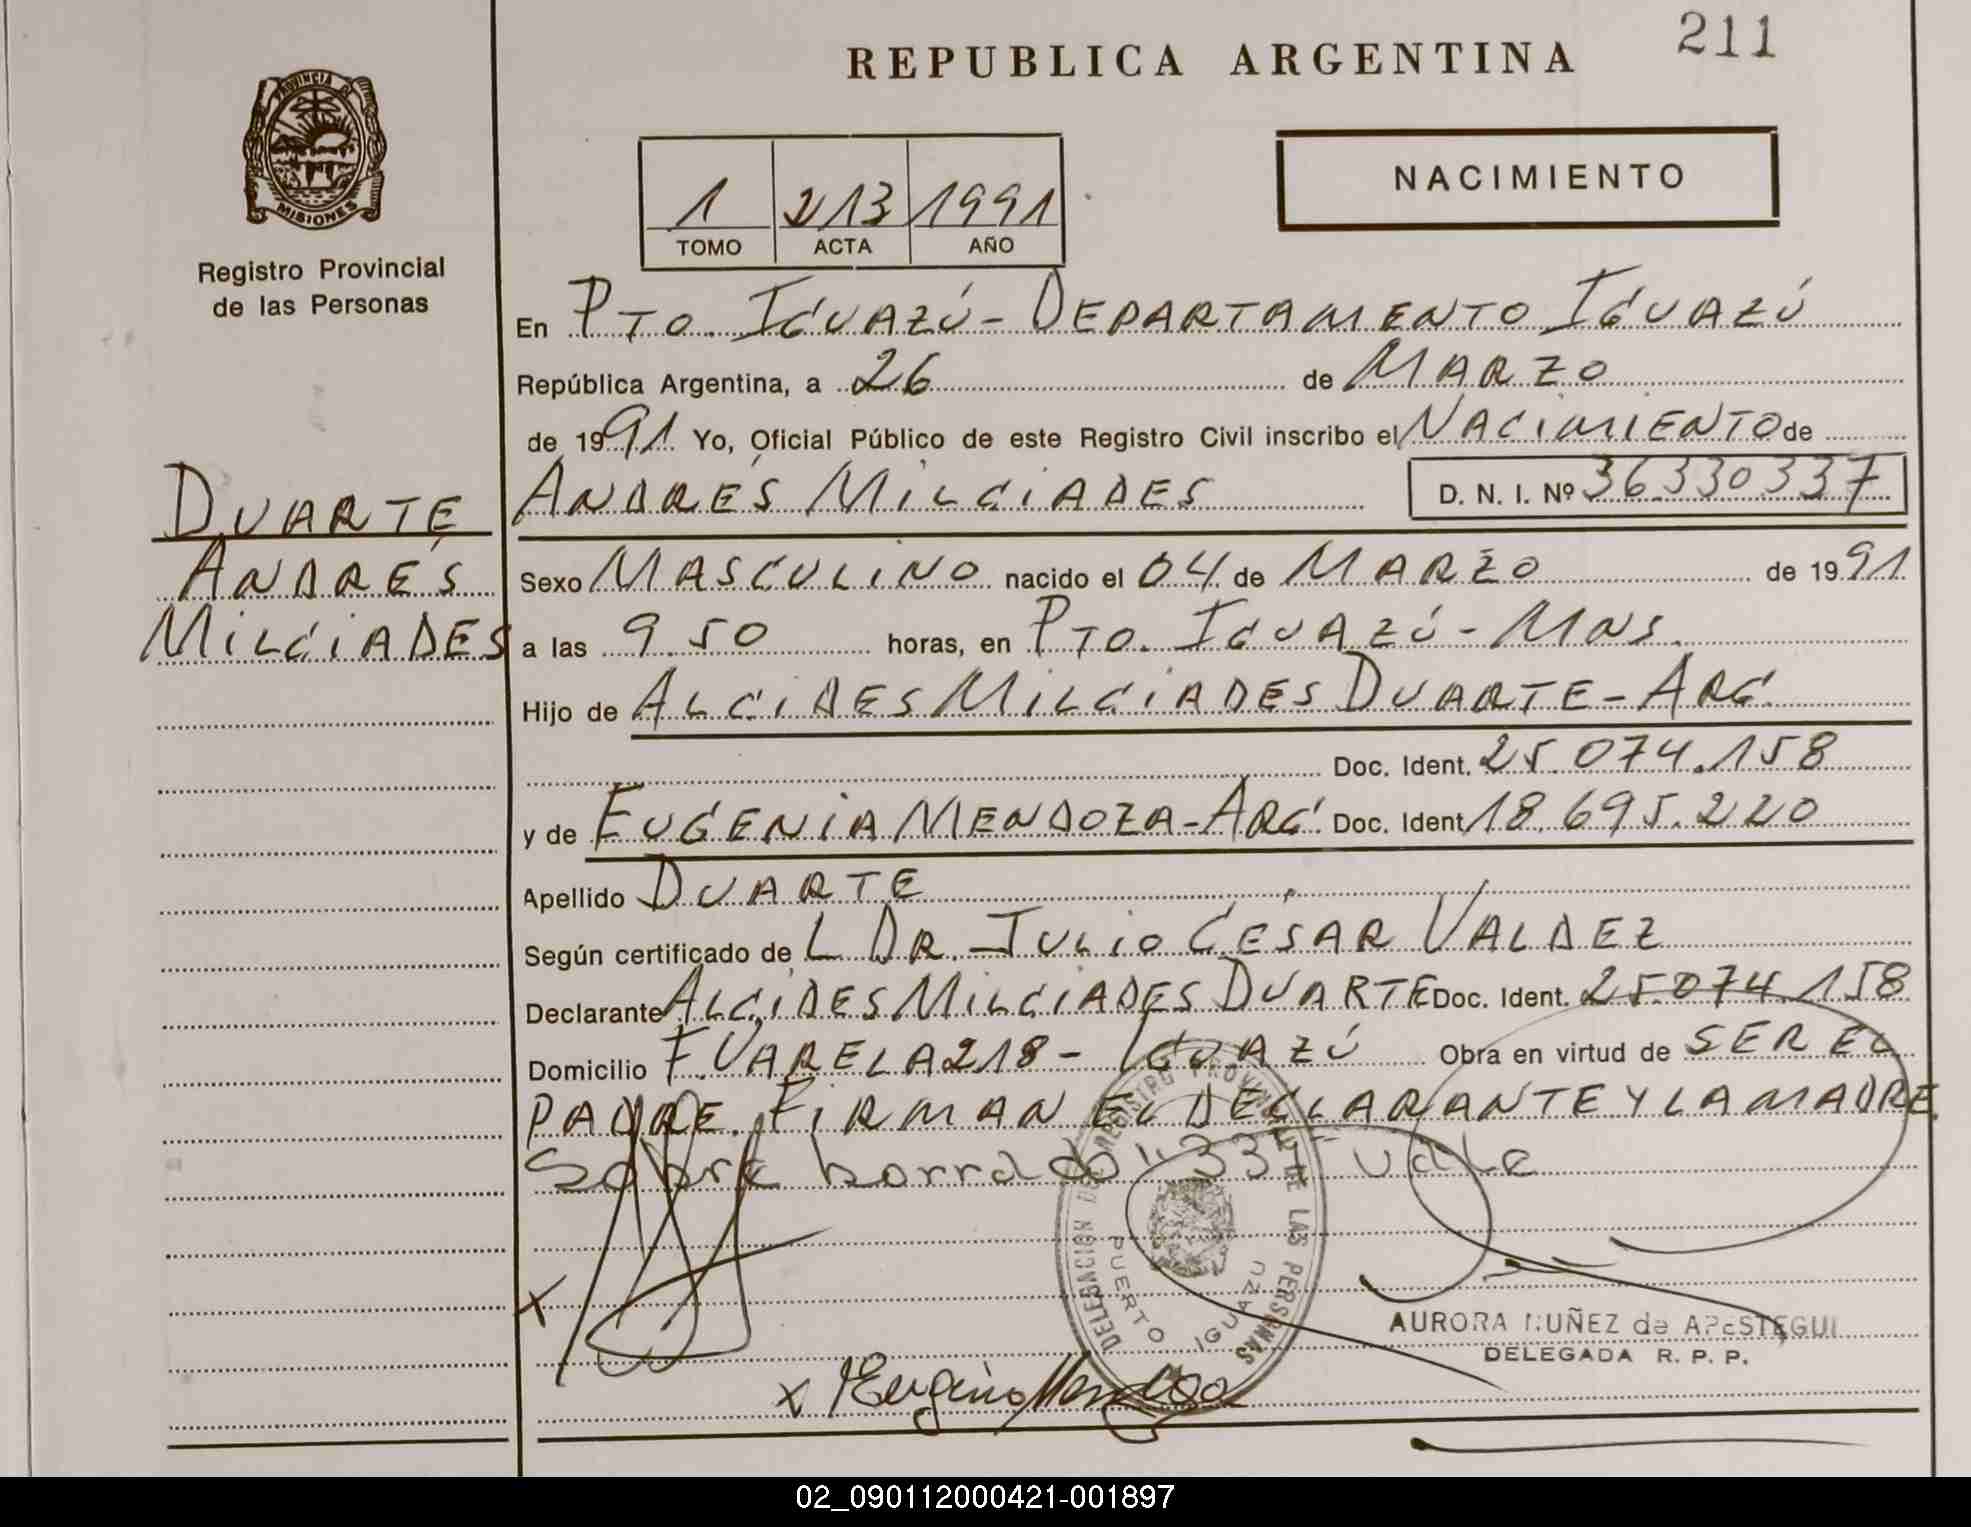 REPUBLICA ARGENTINA
211
PROVINCIA D
MISIONES
Registro Provincial
de las Personas
1 213 1991
TOMO ACTA AÑO
NACIMIENTO
En PTO. IGUAZÚ - DEPARTAMENTO IGUAZÚ
República Argentina, a 26 de MARZO
de 1991 Yo, Oficial Público de este Registro Civil inscribo el NACIMIENTO de
DUARTE
ANDRÉS MILCIADES D. N. I. Nº 36.330.337
ANDRÉS
MILCIADES
Sexo MASCULINO nacido el 04 de MARZO de 1991
a las 9.50 horas, en PTO. IGUAZÚ - MNS.
Hijo de ALCIDES MILCIADES DUARTE - ARG.
Doc. Ident. 25.074.158
y de EUGENIA MENDOZA - ARG. Doc. Ident 18.695.220
Apellido DUARTE
Según certificado de L DR. JULIO CÉSAR VALDEZ
Declarante ALCIDES MILCIADES DUARTE Doc. Ident. 25.074.158
Domicilio F. VARELA 218 - IGUAZÚ Obra en virtud de SER EL
PADRE. FIRMAN EL DECLARANTE Y LA MADRE.
Sobre borrado: "337" vale
DELEGACION DEL REGISTRO PROVINCIAL DE LAS PERSONAS
PUERTO IGUAZU
X
X Eugenia Mendoza
AURORA NUÑEZ de APESTEGUI
DELEGADA R. P. P.
02_090112000421-001897